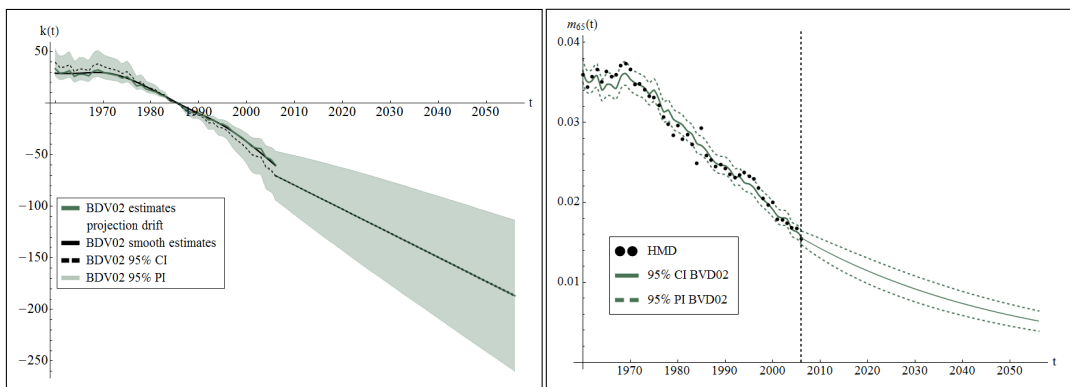 k(t)
50
1970 1980 1990 2000 2010 2020 2030 2040 2050 t
−50
−100
−150
−200
−250
BDV02 estimates
projection drift
BDV02 smooth estimates
BDV02 95% CI
BDV02 95% PI
m65(t)
0.04
0.03
0.02
0.01
1970 1980 1990 2000 2010 2020 2030 2040 2050 t
HMD
95% CI BVD02
95% PI BVD02